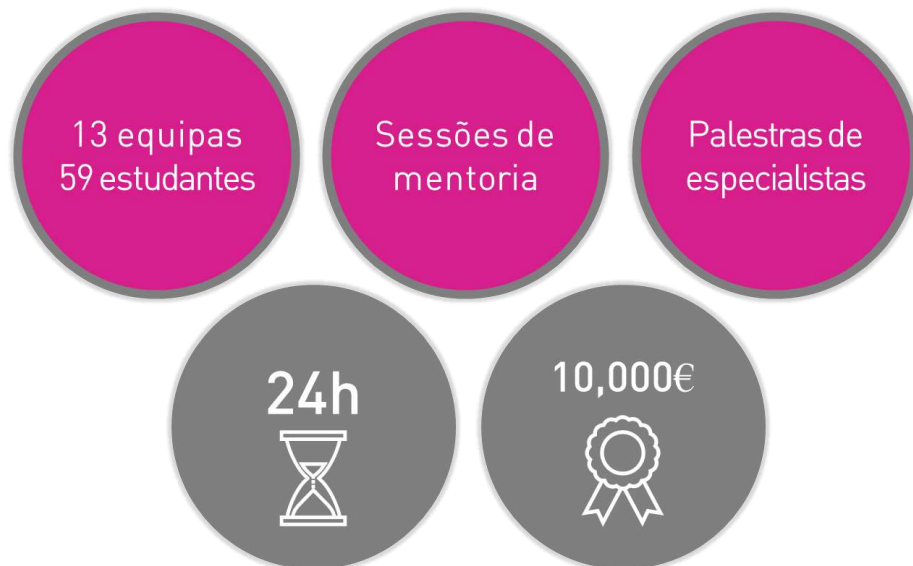 13 equipas
59 estudantes
Sessões de
mentoria
Palestras de
especialistas
24h
10,000€